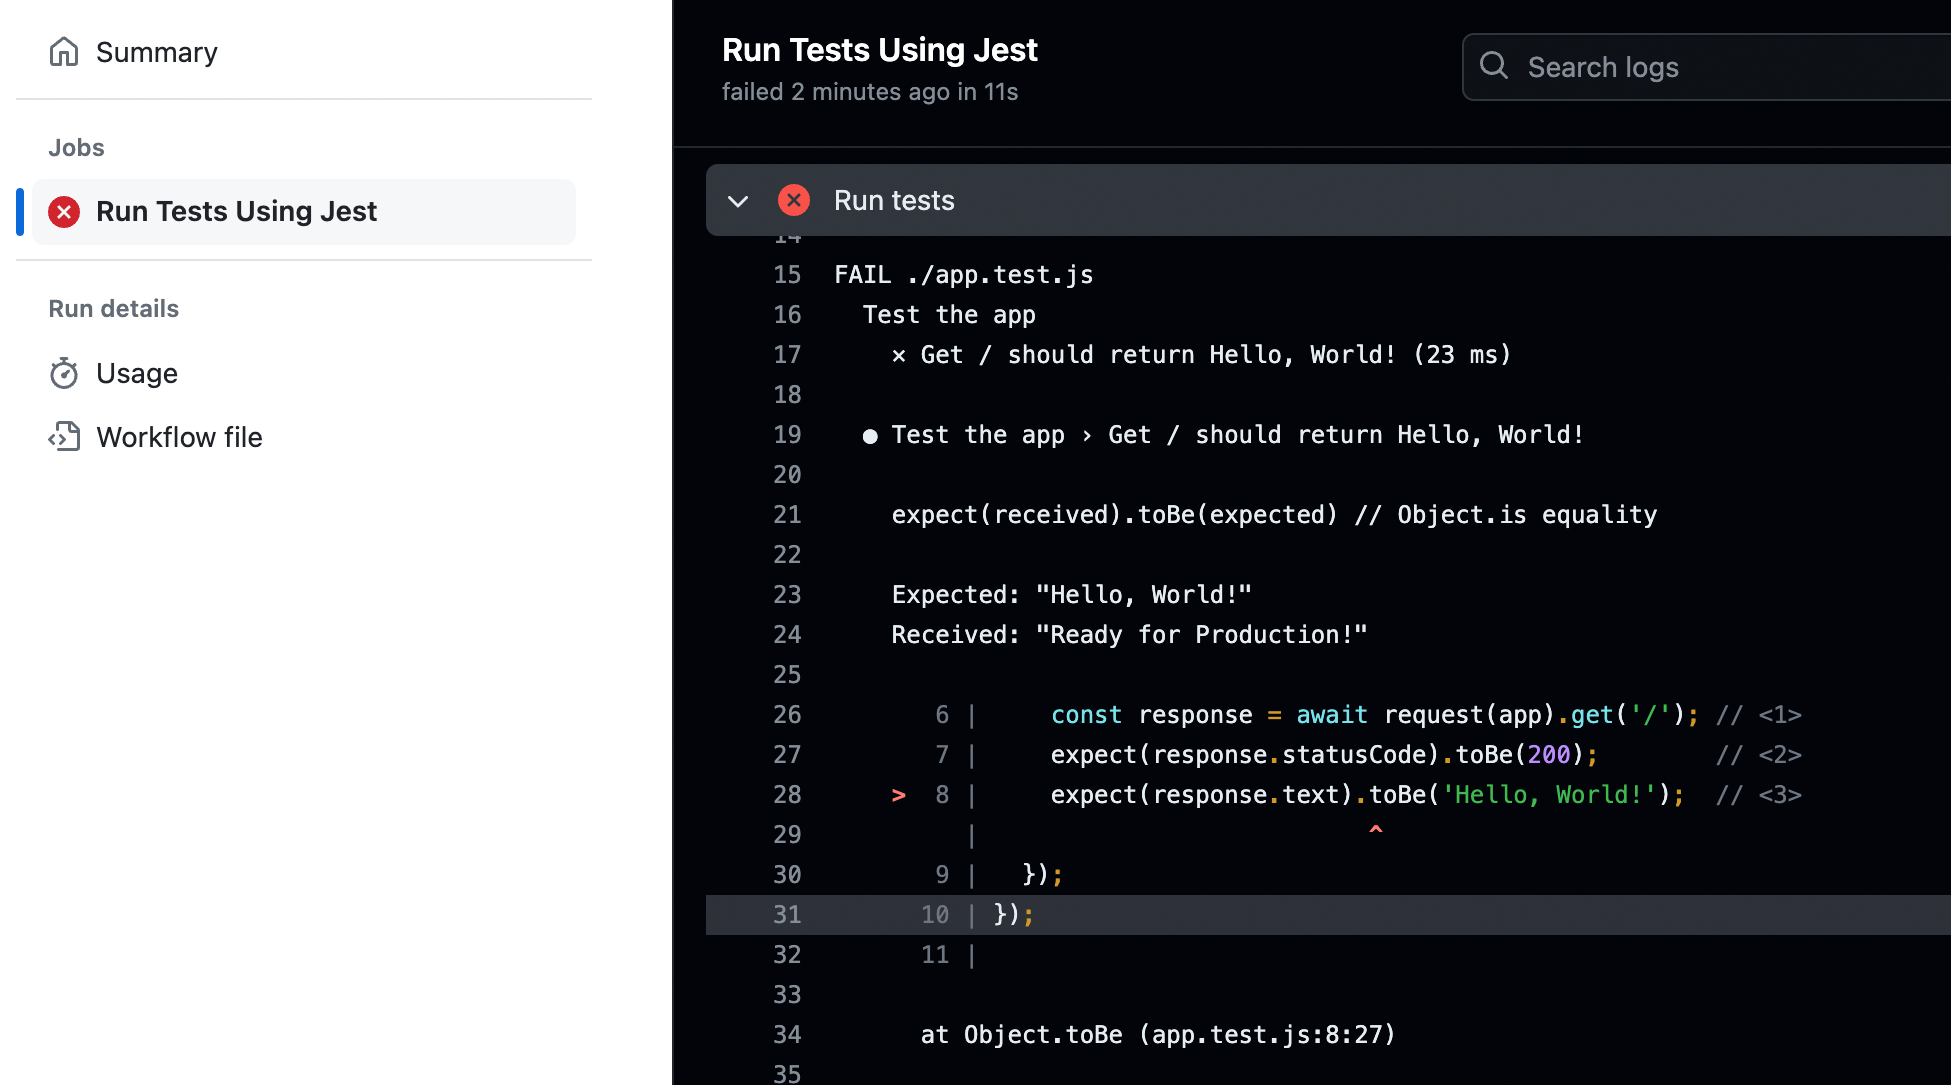 Summary
Jobs
Run Tests Using Jest
Run details
Usage
Workflow file
Run Tests Using Jest
failed 2 minutes ago in 11s
Search logs
Run tests
14
15 FAIL ./app.test.js
16 Test the app
17 × Get / should return Hello, World! (23 ms)
18
19 ● Test the app › Get / should return Hello, World!
20
21 expect(received).toBe(expected) // Object.is equality
22
23 Expected: "Hello, World!"
24 Received: "Ready for Production!"
25
26 6 | const response = await request(app).get('/'); // <1>
27 7 | expect(response.statusCode).toBe(200); // <2>
28 > 8 | expect(response.text).toBe('Hello, World!'); // <3>
29 | ^
30 9 | });
31 10 | });
32 11 |
33
34 at Object.toBe (app.test.js:8:27)
35